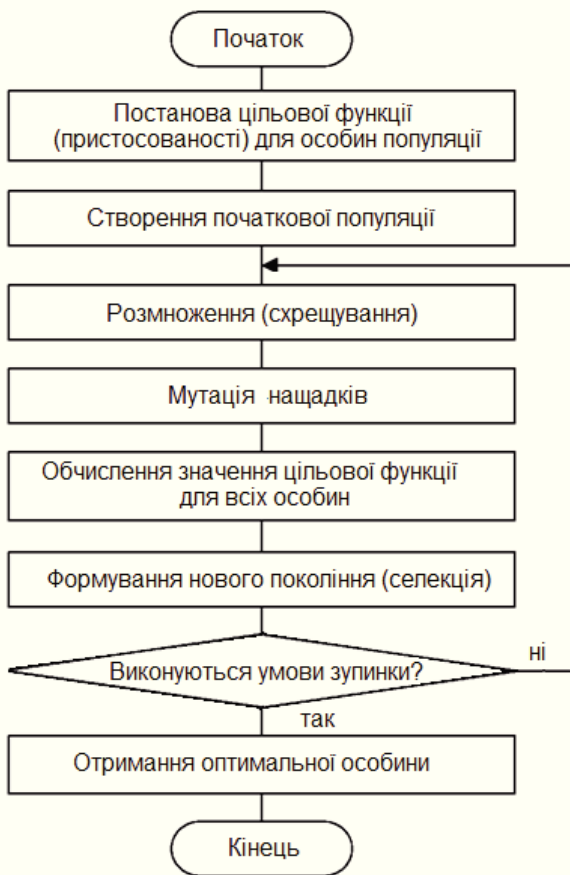 Початок
Постанова цільової функції
(пристосованості) для особин популяції
Створення початкової популяції
Розмноження (схрещування)
Мутація нащадків
Обчислення значення цільової функції
для всіх особин
Формування нового покоління (селекція)
Виконуються умови зупинки?
ні
так
Отримання оптимальної особини
Кінець